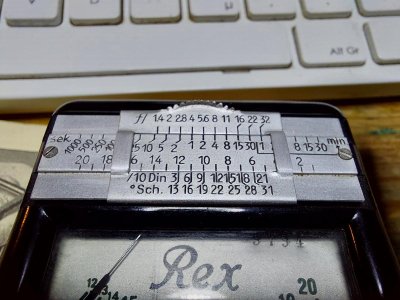 Alt Gr
f/ 1.4 2 2.8 4 5.6 8 11 16 22 32
sek. 1000 500 5 10 5 2 1 2 4 8 15 30 1 8 15 30 min
20 18 6 14 12 10 8 6 2
/10 Din 3 6 9 12 15 18 21
°Sch. 13 16 19 22 25 28 31
3734
Rex
20
15